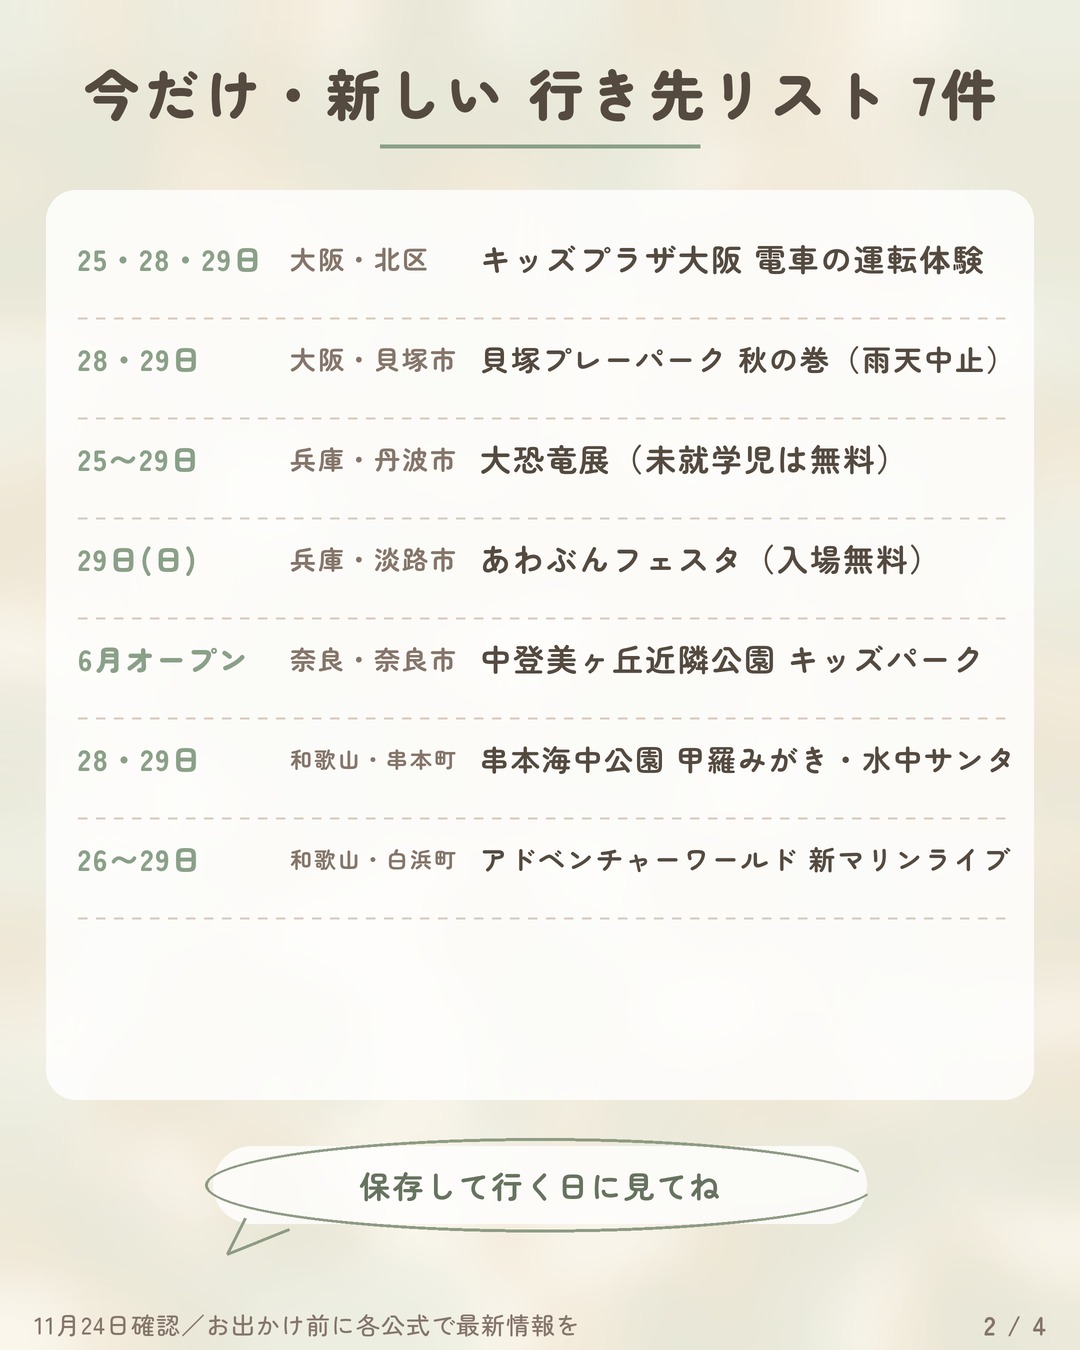 今だけ・新しい 行き先リスト 7件
25・28・29日 大阪・北区 キッズプラザ大阪 電車の運転体験
28・29日 大阪・貝塚市 貝塚プレーパーク 秋の巻（雨天中止）
25〜29日 兵庫・丹波市 大恐竜展（未就学児は無料）
29日(日) 兵庫・淡路市 あわぶんフェスタ（入場無料）
6月オープン 奈良・奈良市 中登美ヶ丘近隣公園 キッズパーク
28・29日 和歌山・串本町 串本海中公園 甲羅みがき・水中サンタ
26〜29日 和歌山・白浜町 アドベンチャーワールド 新マリンライブ
保存して行く日に見てね
11月24日確認／お出かけ前に各公式で最新情報を
2 / 4